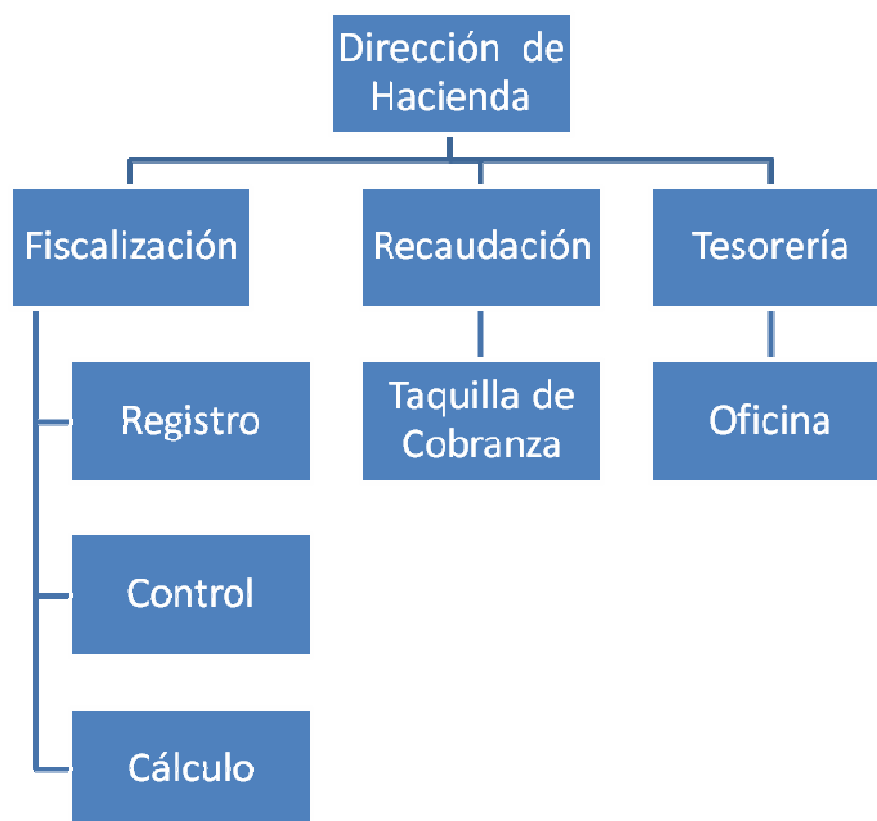 Dirección de
Hacienda
Fiscalización
Recaudación
Tesorería
Registro
Taquilla de
Cobranza
Oficina
Control
Cálculo